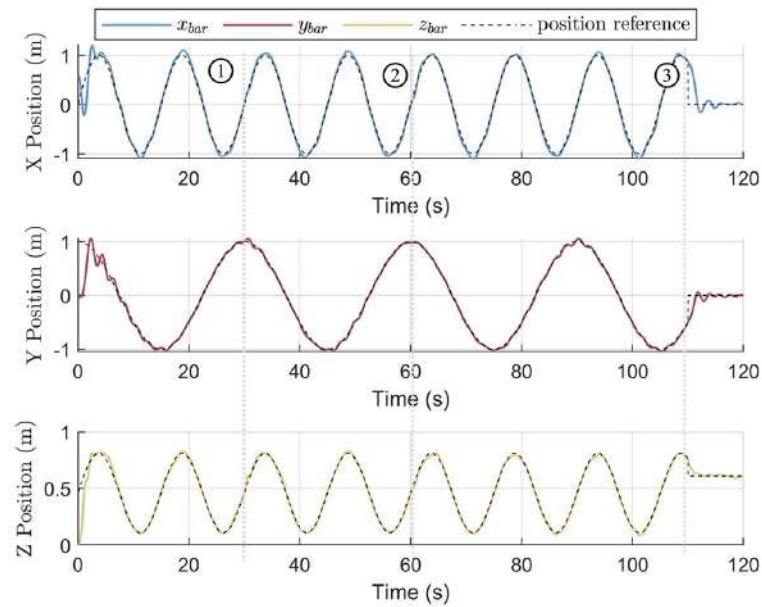 x_bar y_bar z_bar position reference
X Position (m)
1
0
-1
① ② ③
0 20 40 60 80 100 120
Time (s)
Y Position (m)
1
0
-1
0 20 40 60 80 100 120
Time (s)
Z Position (m)
1
0.5
0
0 20 40 60 80 100 120
Time (s)